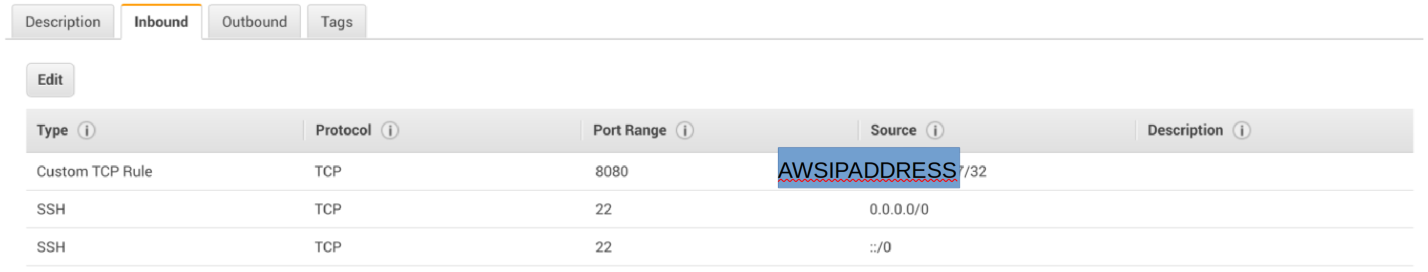 Description Inbound Outbound Tags
Edit
Type i Protocol i Port Range i Source i Description i
Custom TCP Rule TCP 8080 AWSIPADDRESS /32
SSH TCP 22 0.0.0.0/0
SSH TCP 22 ::/0